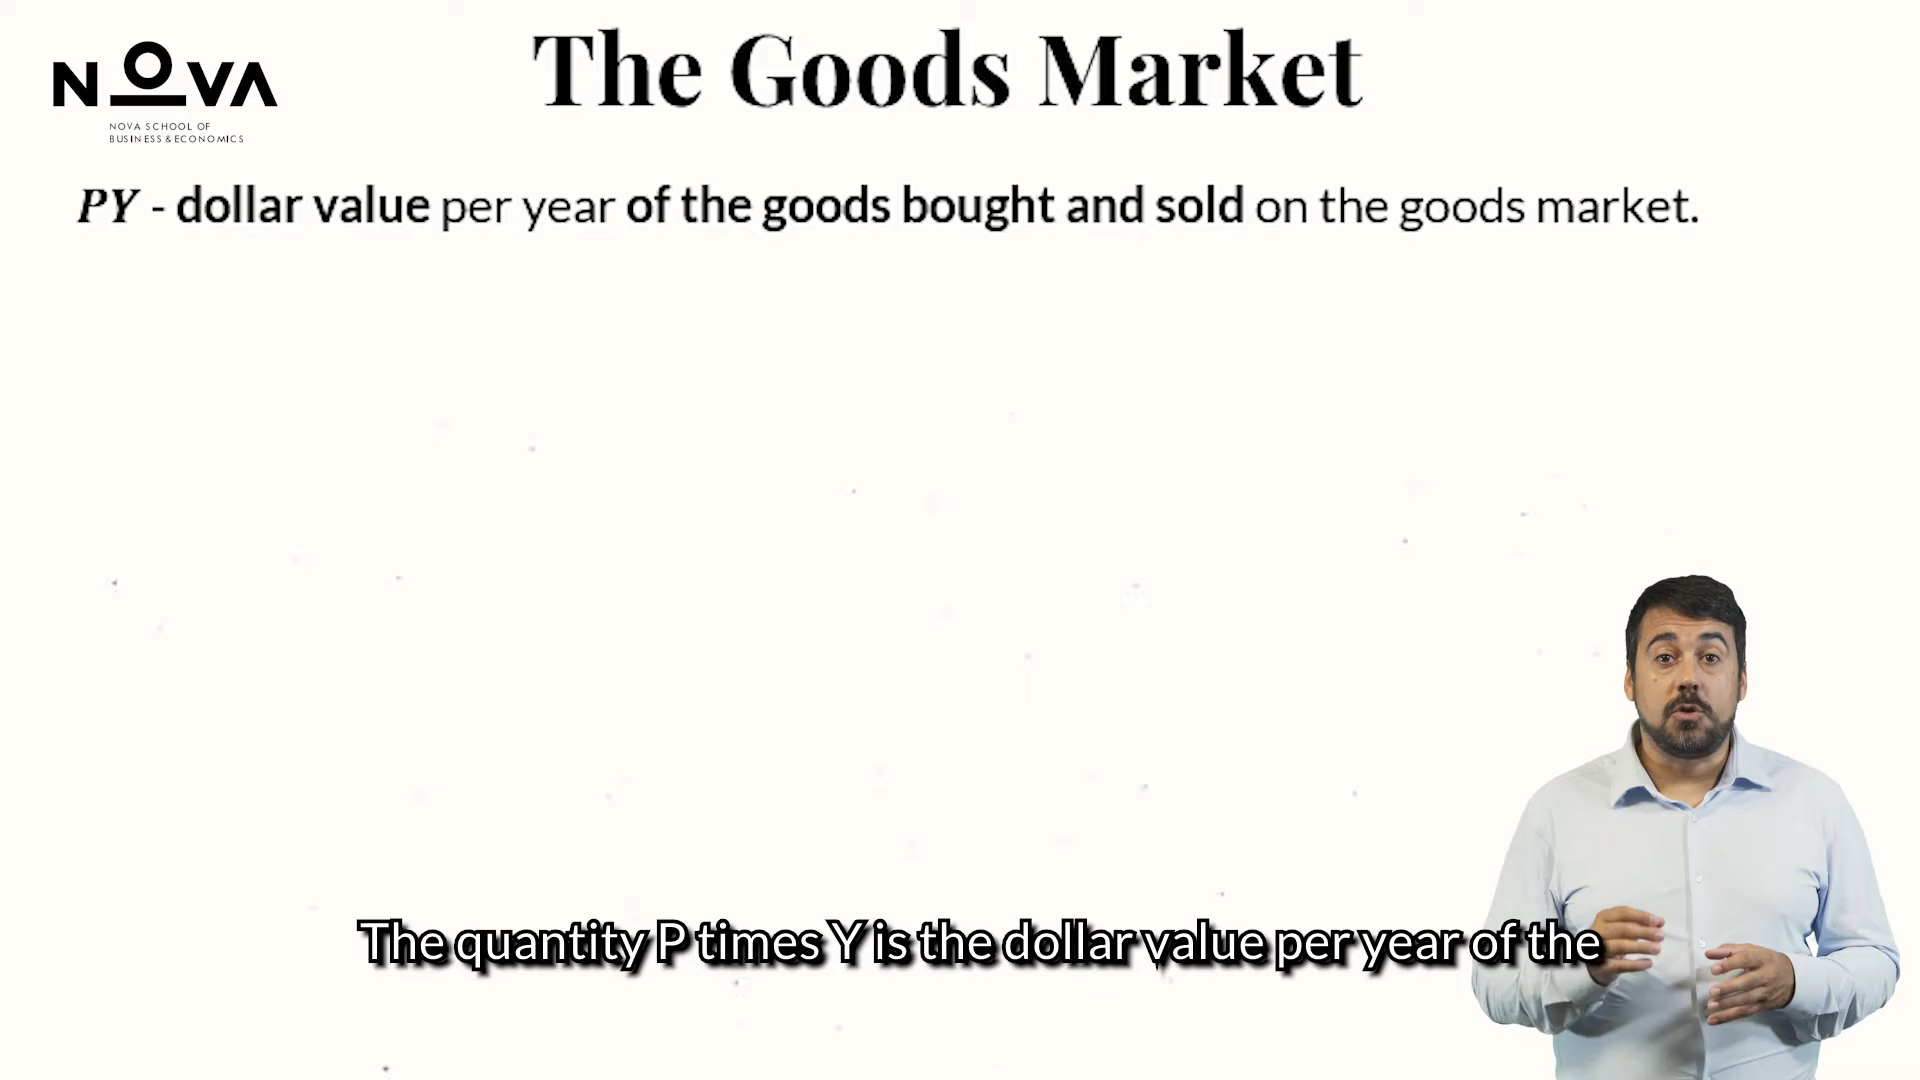 NOVA
NOVA SCHOOL OF
BUSINESS & ECONOMICS
The Goods Market
PY - dollar value per year of the goods bought and sold on the goods market.
The quantity P times Y is the dollar value per year of the